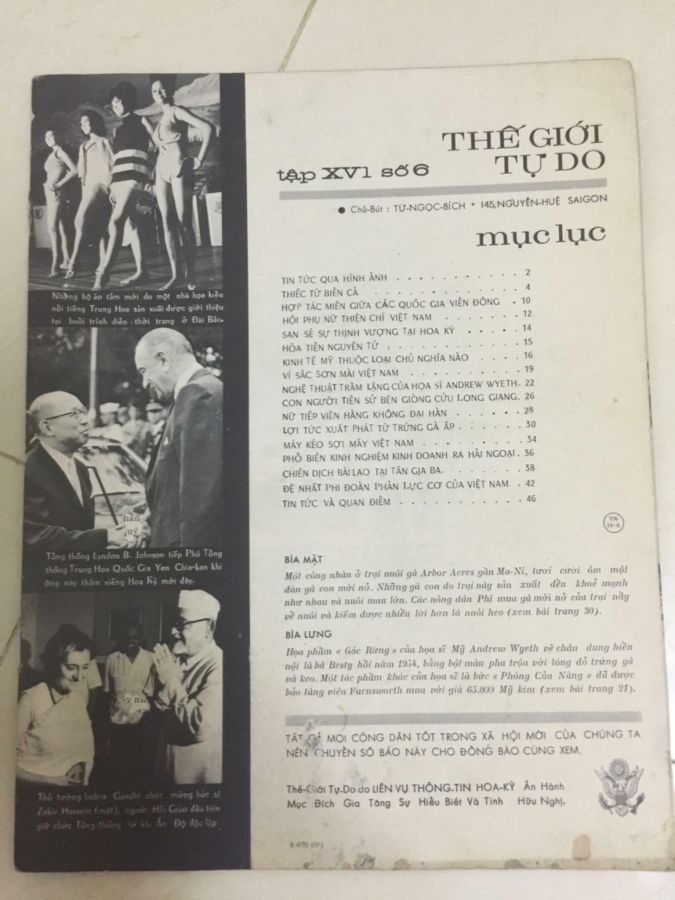 THẾ GIỚI
TỰ DO
tập XVI số 6
Chủ-Bút : TỪ-NGỌC-BÍCH * 145, NGUYỄN-HUỆ SAIGON
mục lục
TIN TỨC QUA HÌNH ẢNH . . . . . . . . . . 2
THIẾC TỪ BIỂN CẢ . . . . . . . . . . 4
HỢP TÁC MIỀN GIỮA CÁC QUỐC GIA VIỄN ĐÔNG . 10
HỘI PHỤ NỮ THIỆN CHÍ VIỆT NAM . . . . . . 12
SAN SẺ SỰ THỊNH VƯỢNG TẠI HOA KỲ . . . . . 14
HỎA TIỄN NGUYÊN TỬ . . . . . . . . . 15
KINH TẾ MỸ THUỘC LOẠI CHỦ NGHĨA NÀO . . . . 16
VÌ SẮC SƠN MÀI VIỆT NAM . . . . . . . . 19
NGHỆ THUẬT TRẦM LẶNG CỦA HỌA SĨ ANDREW WYETH. 22
CON NGƯỜI TIỀN SỬ BÊN GIÒNG CỬU LONG GIANG. 26
NỮ TIẾP VIÊN HÀNG KHÔNG ĐẠI HÀN . . . . . 28
LỢI TỨC XUẤT PHÁT TỪ TRỨNG GÀ ẤP . . . . . 30
MÁY KÉO SỢI MÂY VIỆT NAM . . . . . . . 34
PHỔ BIẾN KINH NGHIỆM KINH DOANH RA HẢI NGOẠI . 36
CHIẾN DỊCH BÀI LAO TẠI TÂN GIA BA . . . . . 38
ĐỆ NHẤT PHI ĐOÀN PHẢN LỰC CƠ CỦA VIỆT NAM . 42
TIN TỨC VÀ QUAN ĐIỂM . . . . . . . . . 46
VN
16-6
BÌA MẶT
Một công nhân ở trại nuôi gà Arbor Acres gần Ma-Ní, tươi cười. ôm một
đàn gà con mới nở. Những gà con do trại này sản xuất đều khoẻ mạnh
như nhau và nuôi mau lớn. Các nông dân Phi mua gà mới nở của trại nầy
về nuôi và kiếm được nhiều lời hơn là nuôi heo (xem bài trang 30).
BÌA LƯNG
Họa phẩm « Góc Rừng » của họa sĩ Mỹ Andrew Wyeth vẽ chân dung hiền
nội là bà Besty hồi năm 1954, bằng bột màu pha trộn với lòng đỏ trứng gà
và keo. Một tác phẩm khác của họa sĩ là bức « Phòng Của Nàng » đã được
bảo tàng viện Farnsworth mua với giá 65.000 Mỹ kim (xem bài trang 21).
TẤT CẢ MỌI CÔNG DÂN TỐT TRONG XÃ HỘI MỚI CỦA CHÚNG TA
NÊN CHUYỀN SỐ BÁO NÀY CHO ĐỒNG BÀO CÙNG XEM.
Thế-Giới Tự-Do do LIÊN VỤ THÔNG-TIN HOA-KỲ Ấn Hành
Mục Đích Gia Tăng Sự Hiểu Biết Và Tình Hữu Nghị.
Những bộ áo tắm mới do một nhà họa kiểu
nổi tiếng Trung Hoa sản xuất được giới thiệu
tại buổi trình diễn thời trang ở Đài Bắc.
Tổng thống Lyndon B. Johnson tiếp Phó Tổng
thống Trung Hoa Quốc Gia Yen Chia-kan khi
ông này thăm viếng Hoa Kỳ mới đây.
Thủ tướng Indira Gandhi chúc mừng bác sĩ
Zakir Hussain (mặt), người Hồi Giáo đầu tiên
giữ chức Tổng thống từ khi Ấn Độ độc lập.